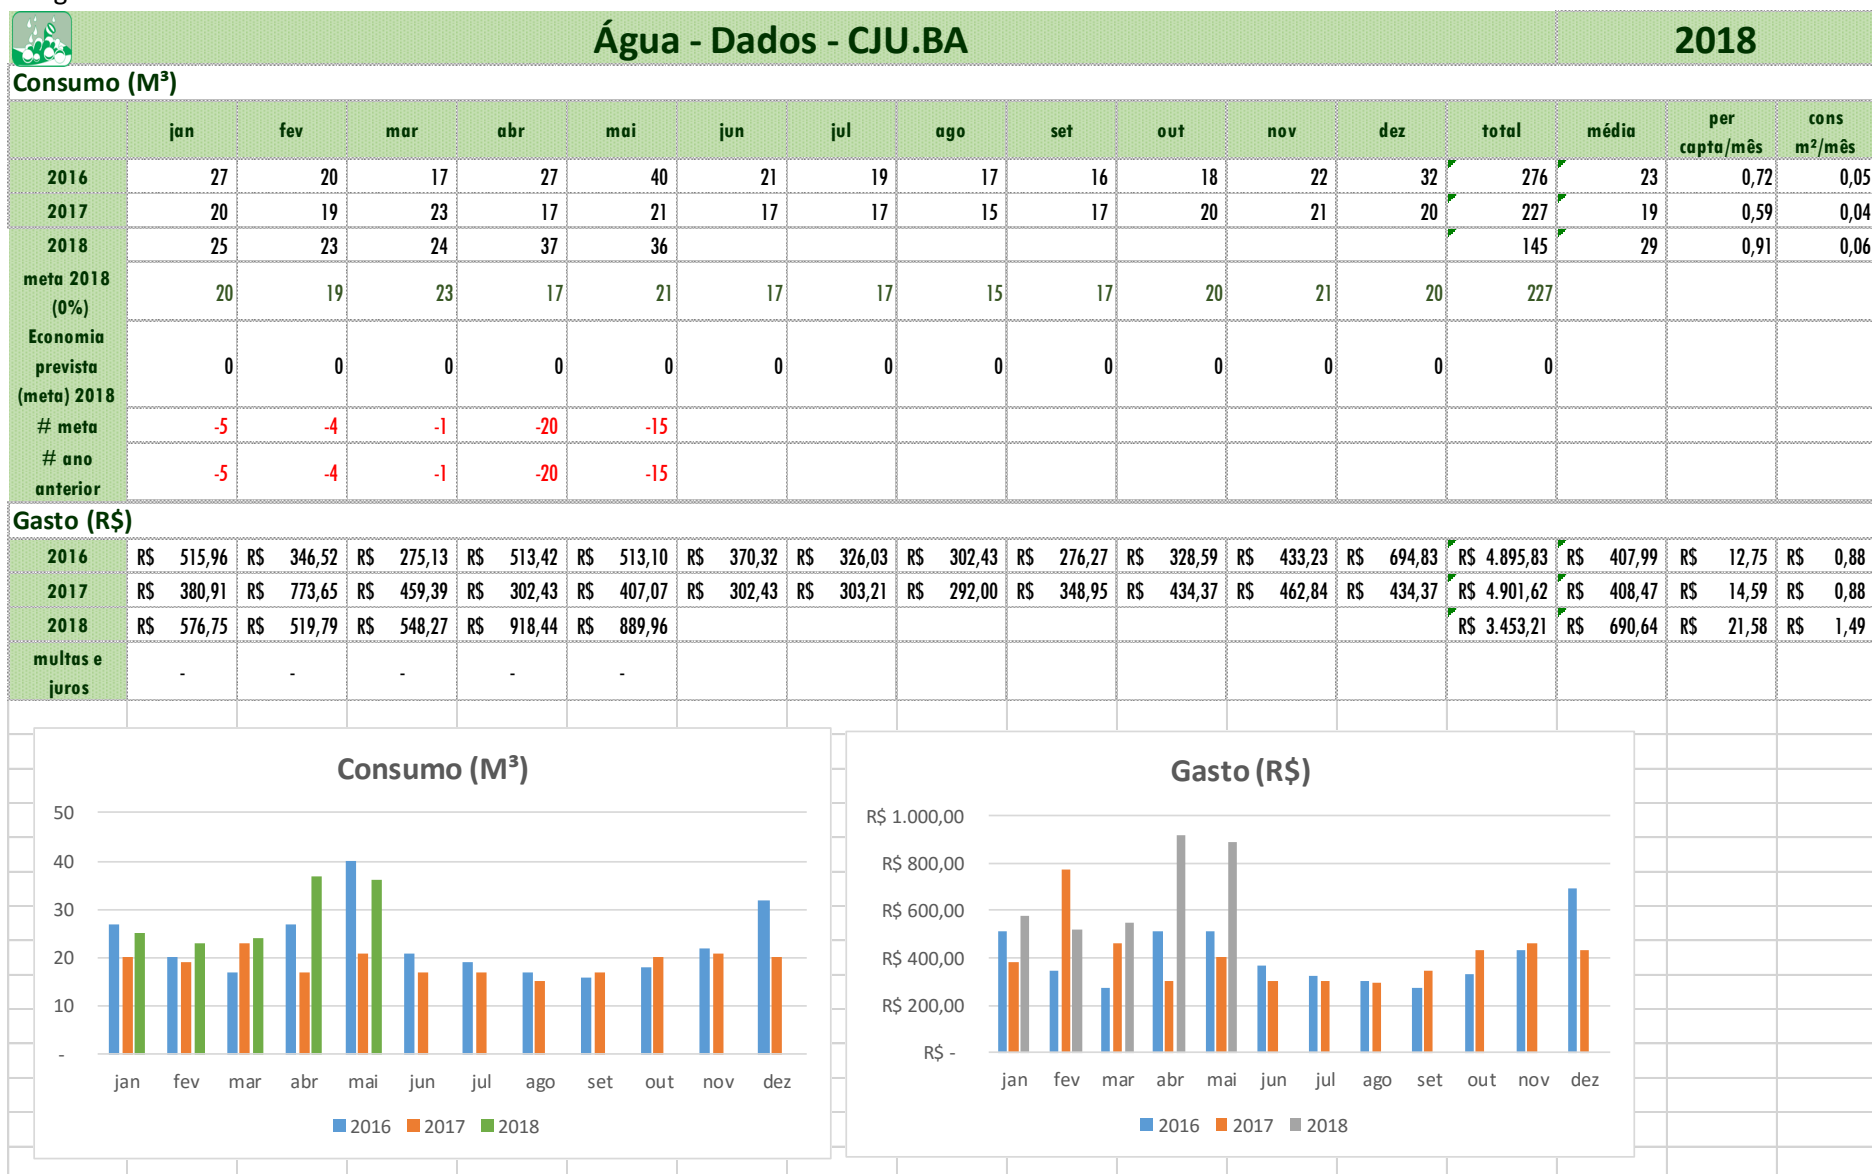 Água - Dados - CJU.BA 2018
Consumo (M³)
jan fev mar abr mai jun jul ago set out nov dez total média per capta/mês cons m²/mês
2016 27 20 17 27 40 21 19 17 16 18 22 32 276 23 0,72 0,05
2017 20 19 23 17 21 17 17 15 17 20 21 20 227 19 0,59 0,04
2018 25 23 24 37 36 145 29 0,91 0,06
meta 2018 (0%) 20 19 23 17 21 17 17 15 17 20 21 20 227
Economia prevista (meta) 2018 0 0 0 0 0 0 0 0 0 0 0 0 0
# meta -5 -4 -1 -20 -15
# ano anterior -5 -4 -1 -20 -15
Gasto (R$)
2016 R$ 515,96 R$ 346,52 R$ 275,13 R$ 513,42 R$ 513,10 R$ 370,32 R$ 326,03 R$ 302,43 R$ 276,27 R$ 328,59 R$ 433,23 R$ 694,83 R$ 4.895,83 R$ 407,99 R$ 12,75 R$ 0,88
2017 R$ 380,91 R$ 773,65 R$ 459,39 R$ 302,43 R$ 407,07 R$ 302,43 R$ 303,21 R$ 292,00 R$ 348,95 R$ 434,37 R$ 462,84 R$ 434,37 R$ 4.901,62 R$ 408,47 R$ 14,59 R$ 0,88
2018 R$ 576,75 R$ 519,79 R$ 548,27 R$ 918,44 R$ 889,96 R$ 3.453,21 R$ 690,64 R$ 21,58 R$ 1,49
multas e juros - - - - -
Consumo (M³)
50
40
30
20
10
-
jan fev mar abr mai jun jul ago set out nov dez
2016 2017 2018
Gasto (R$)
R$ 1.000,00
R$ 800,00
R$ 600,00
R$ 400,00
R$ 200,00
R$ -
jan fev mar abr mai jun jul ago set out nov dez
2016 2017 2018